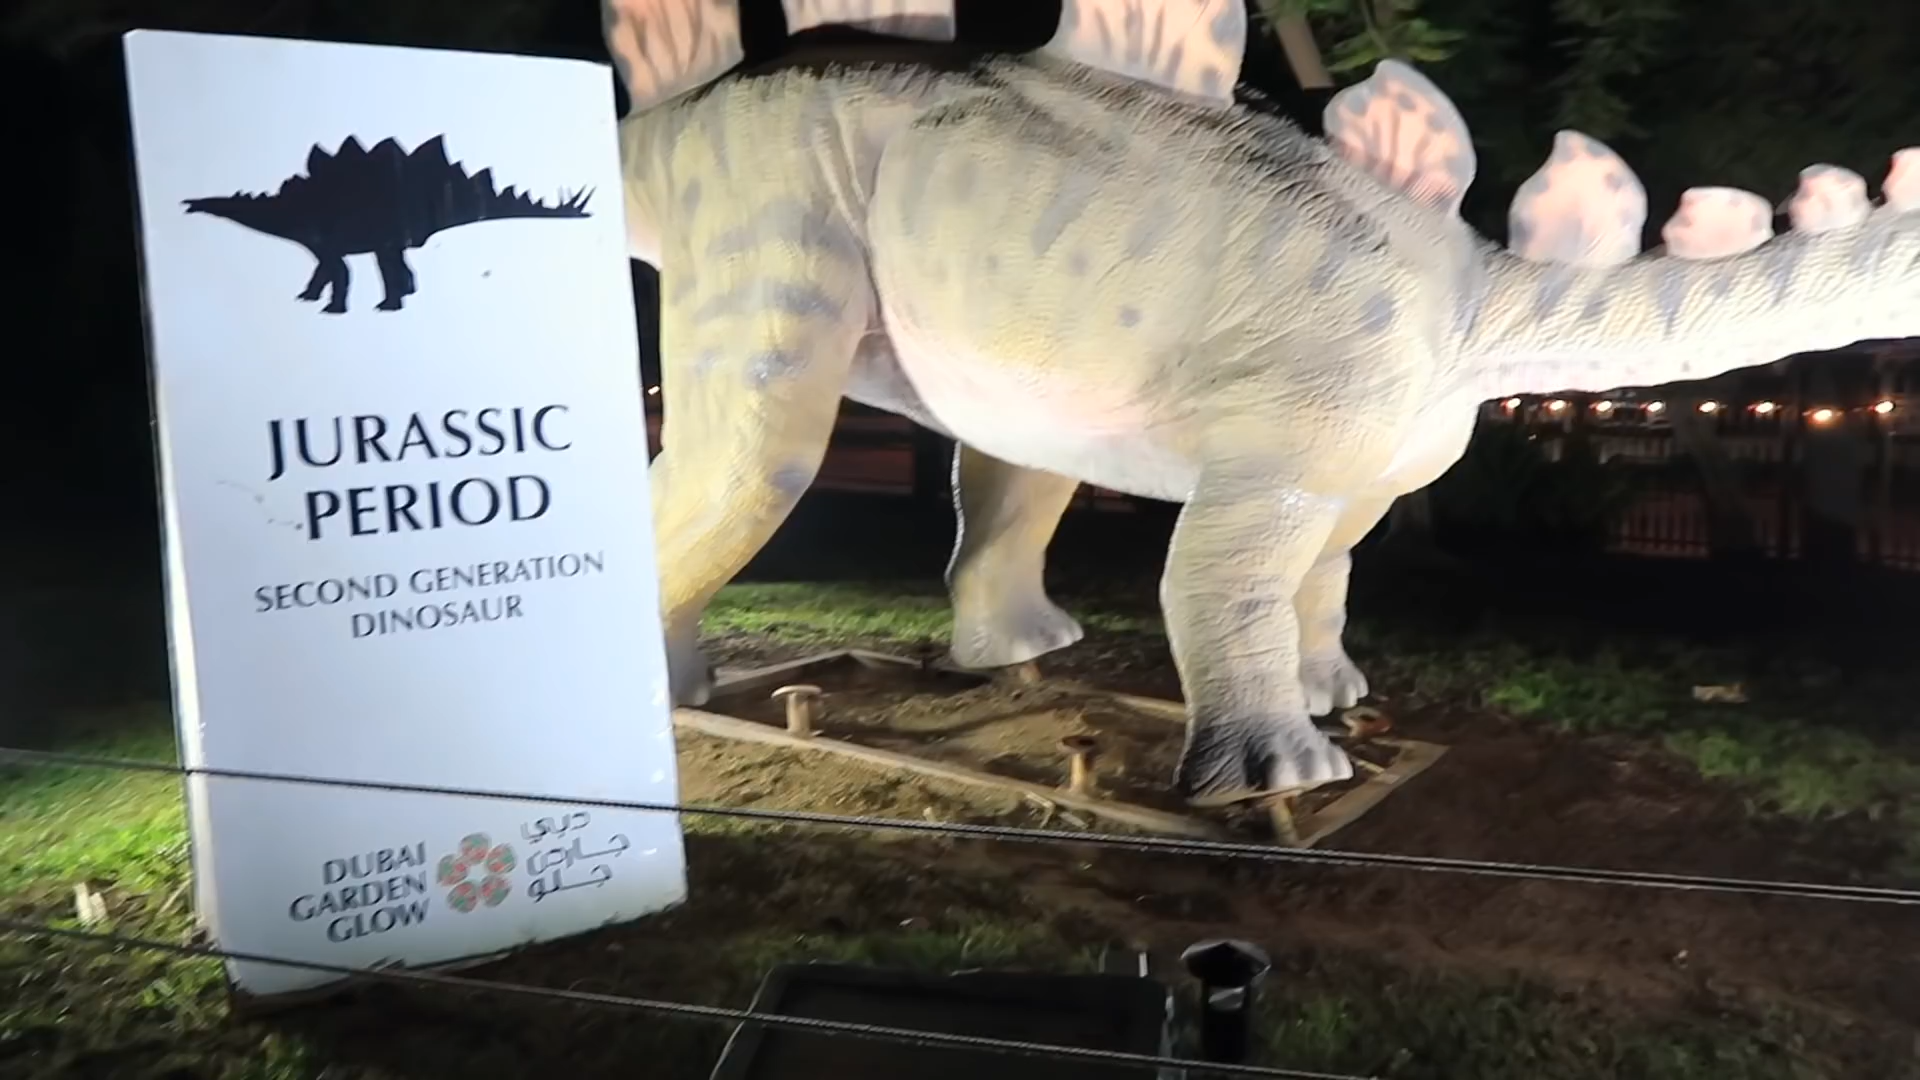 JURASSIC
PERIOD
SECOND GENERATION
DINOSAUR
DUBAI
GARDEN
GLOW
دبي
جاردن
جلو